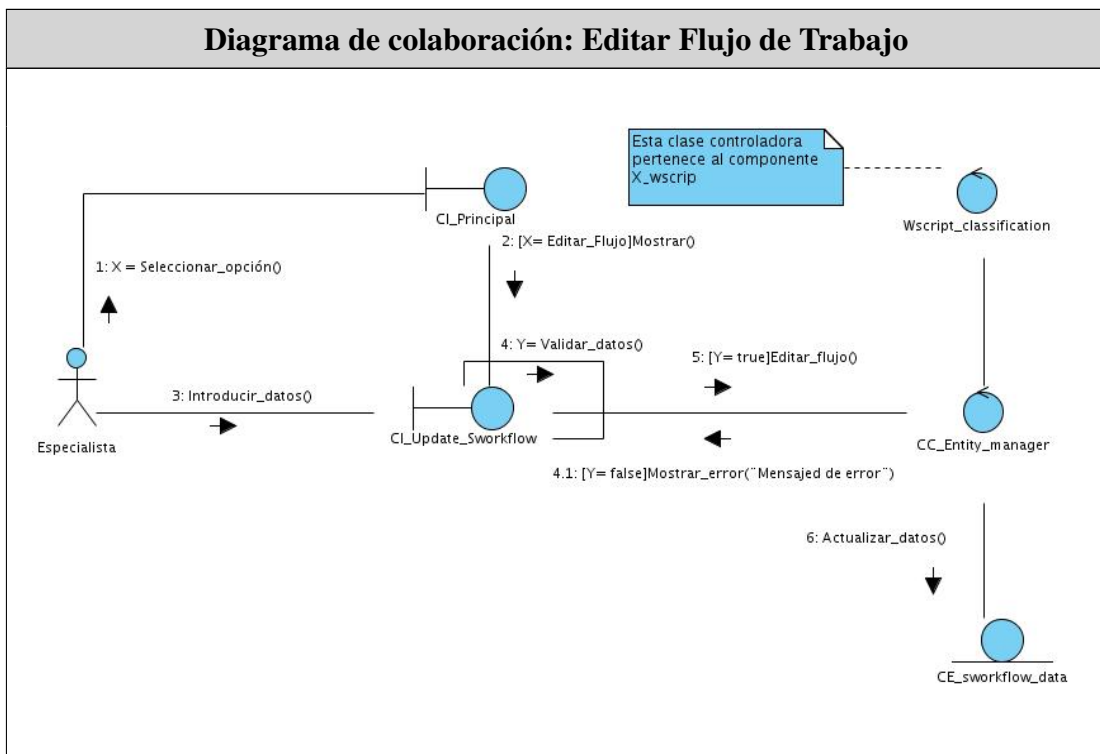 Diagrama de colaboración: Editar Flujo de Trabajo
Esta clase controladora
pertenece al componente
X_wscrip
CI_Principal
Wscript_classification
2: [X= Editar_Flujo]Mostrar()
1: X = Seleccionar_opción()
4: Y= Validar_datos()
5: [Y= true]Editar_flujo()
3: Introducir_datos()
Especialista
CI_Update_Sworkflow
CC_Entity_manager
4.1: [Y= false]Mostrar_error(¨Mensajed de error¨)
6: Actualizar_datos()
CE_sworkflow_data